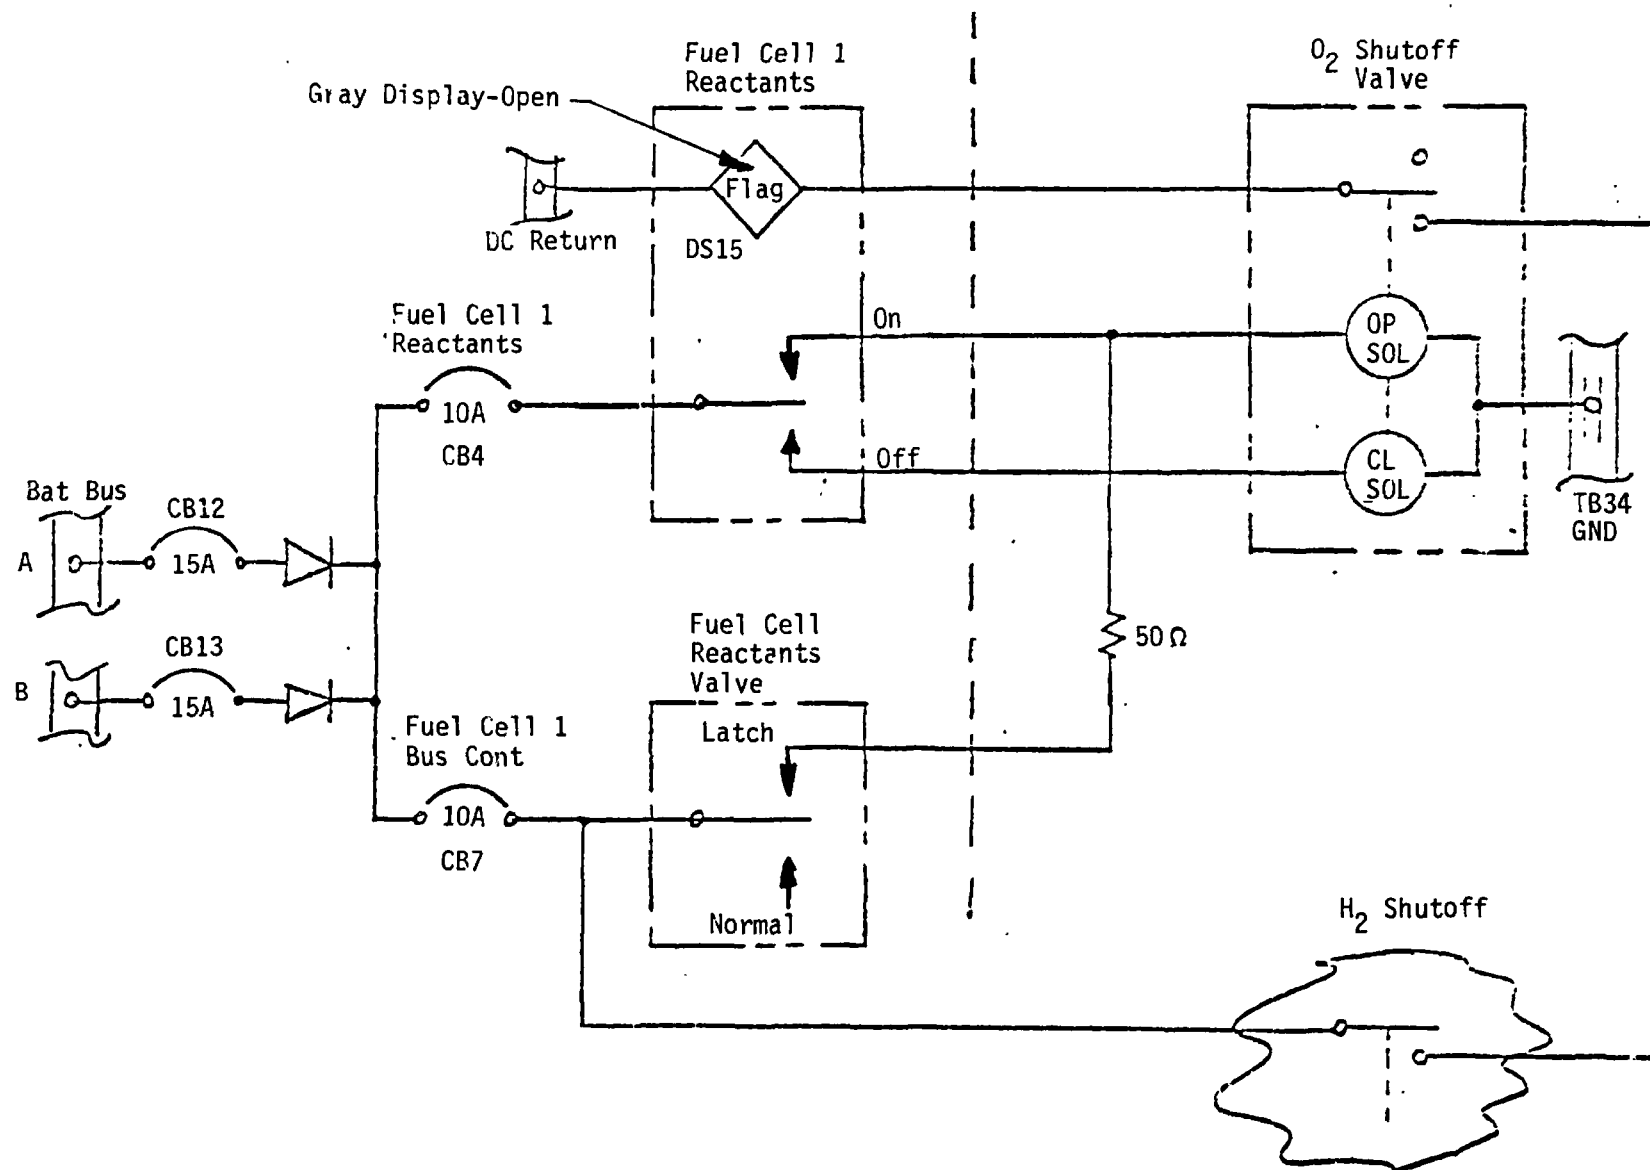 Fuel Cell 1
Reactants
O2 Shutoff
Valve
Gray Display-Open
Flag
DC Return
DS15
Fuel Cell 1
Reactants
On
OP
SOL
10A
CB4
Off
CL
SOL
TB34
GND
Bat Bus
CB12
A
15A
CB13
B
15A
Fuel Cell
Reactants
Valve
50Ω
Fuel Cell 1
Bus Cont
Latch
10A
CB7
Normal
H2 Shutoff